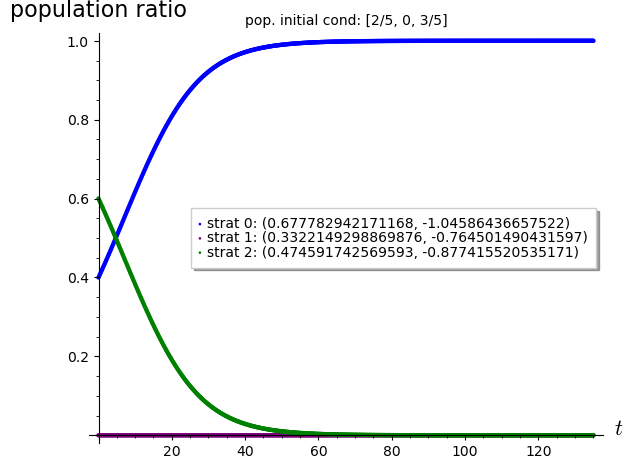 population ratio
pop. initial cond: [2/5, 0, 3/5]
1.0
0.8
0.6
strat 0: (0.677782942171168, -1.04586436657522)
strat 1: (0.3322149298869876, -0.764501490431597)
strat 2: (0.474591742569593, -0.877415520535171)
0.4
0.2
t
20 40 60 80 100 120